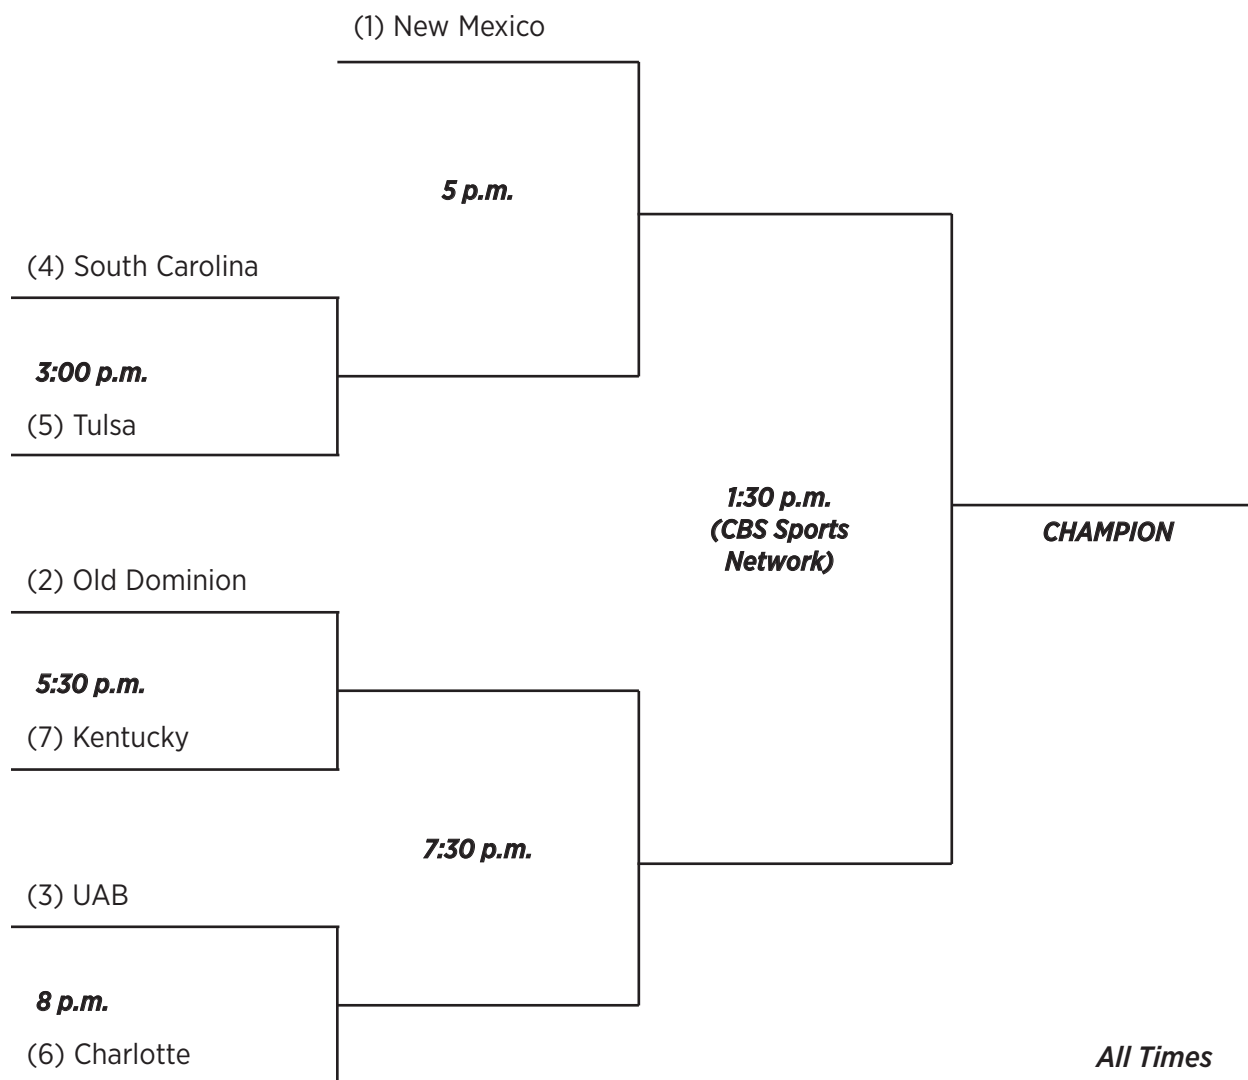 (1) New Mexico
5 p.m.
(4) South Carolina
3:00 p.m.
(5) Tulsa
1:30 p.m.
(CBS Sports
Network)
CHAMPION
(2) Old Dominion
5:30 p.m.
(7) Kentucky
7:30 p.m.
(3) UAB
8 p.m.
(6) Charlotte
All Times